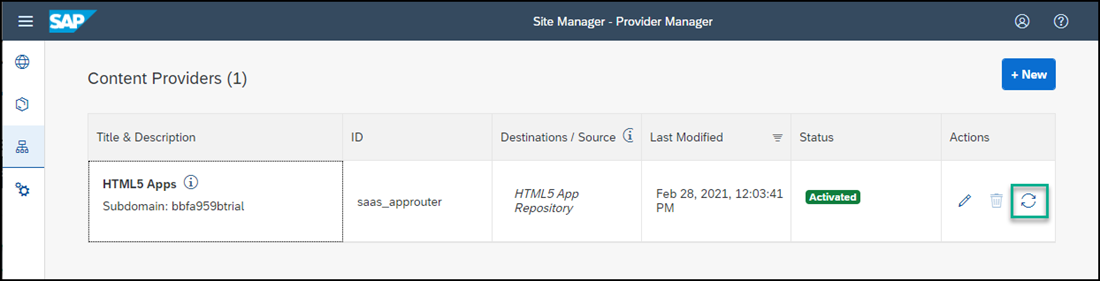 SAP
Site Manager - Provider Manager
Content Providers (1)
+ New
Title & Description
ID
Destinations / Source
Last Modified
Status
Actions
HTML5 Apps
Subdomain: bbfa959btrial
saas_approuter
HTML5 App
Repository
Feb 28, 2021, 12:03:41
PM
Activated